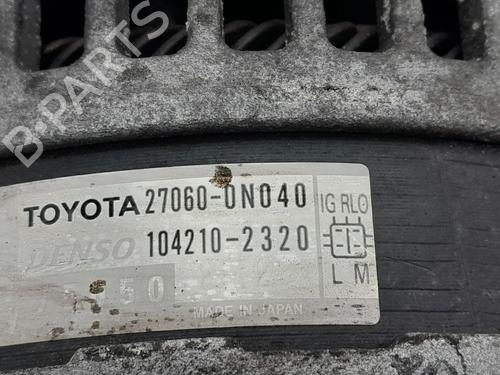 B-PARTS
TOYOTA 27060-0N040 IG RLO
DENSO 104210-2320
L M
MADE IN JAPAN